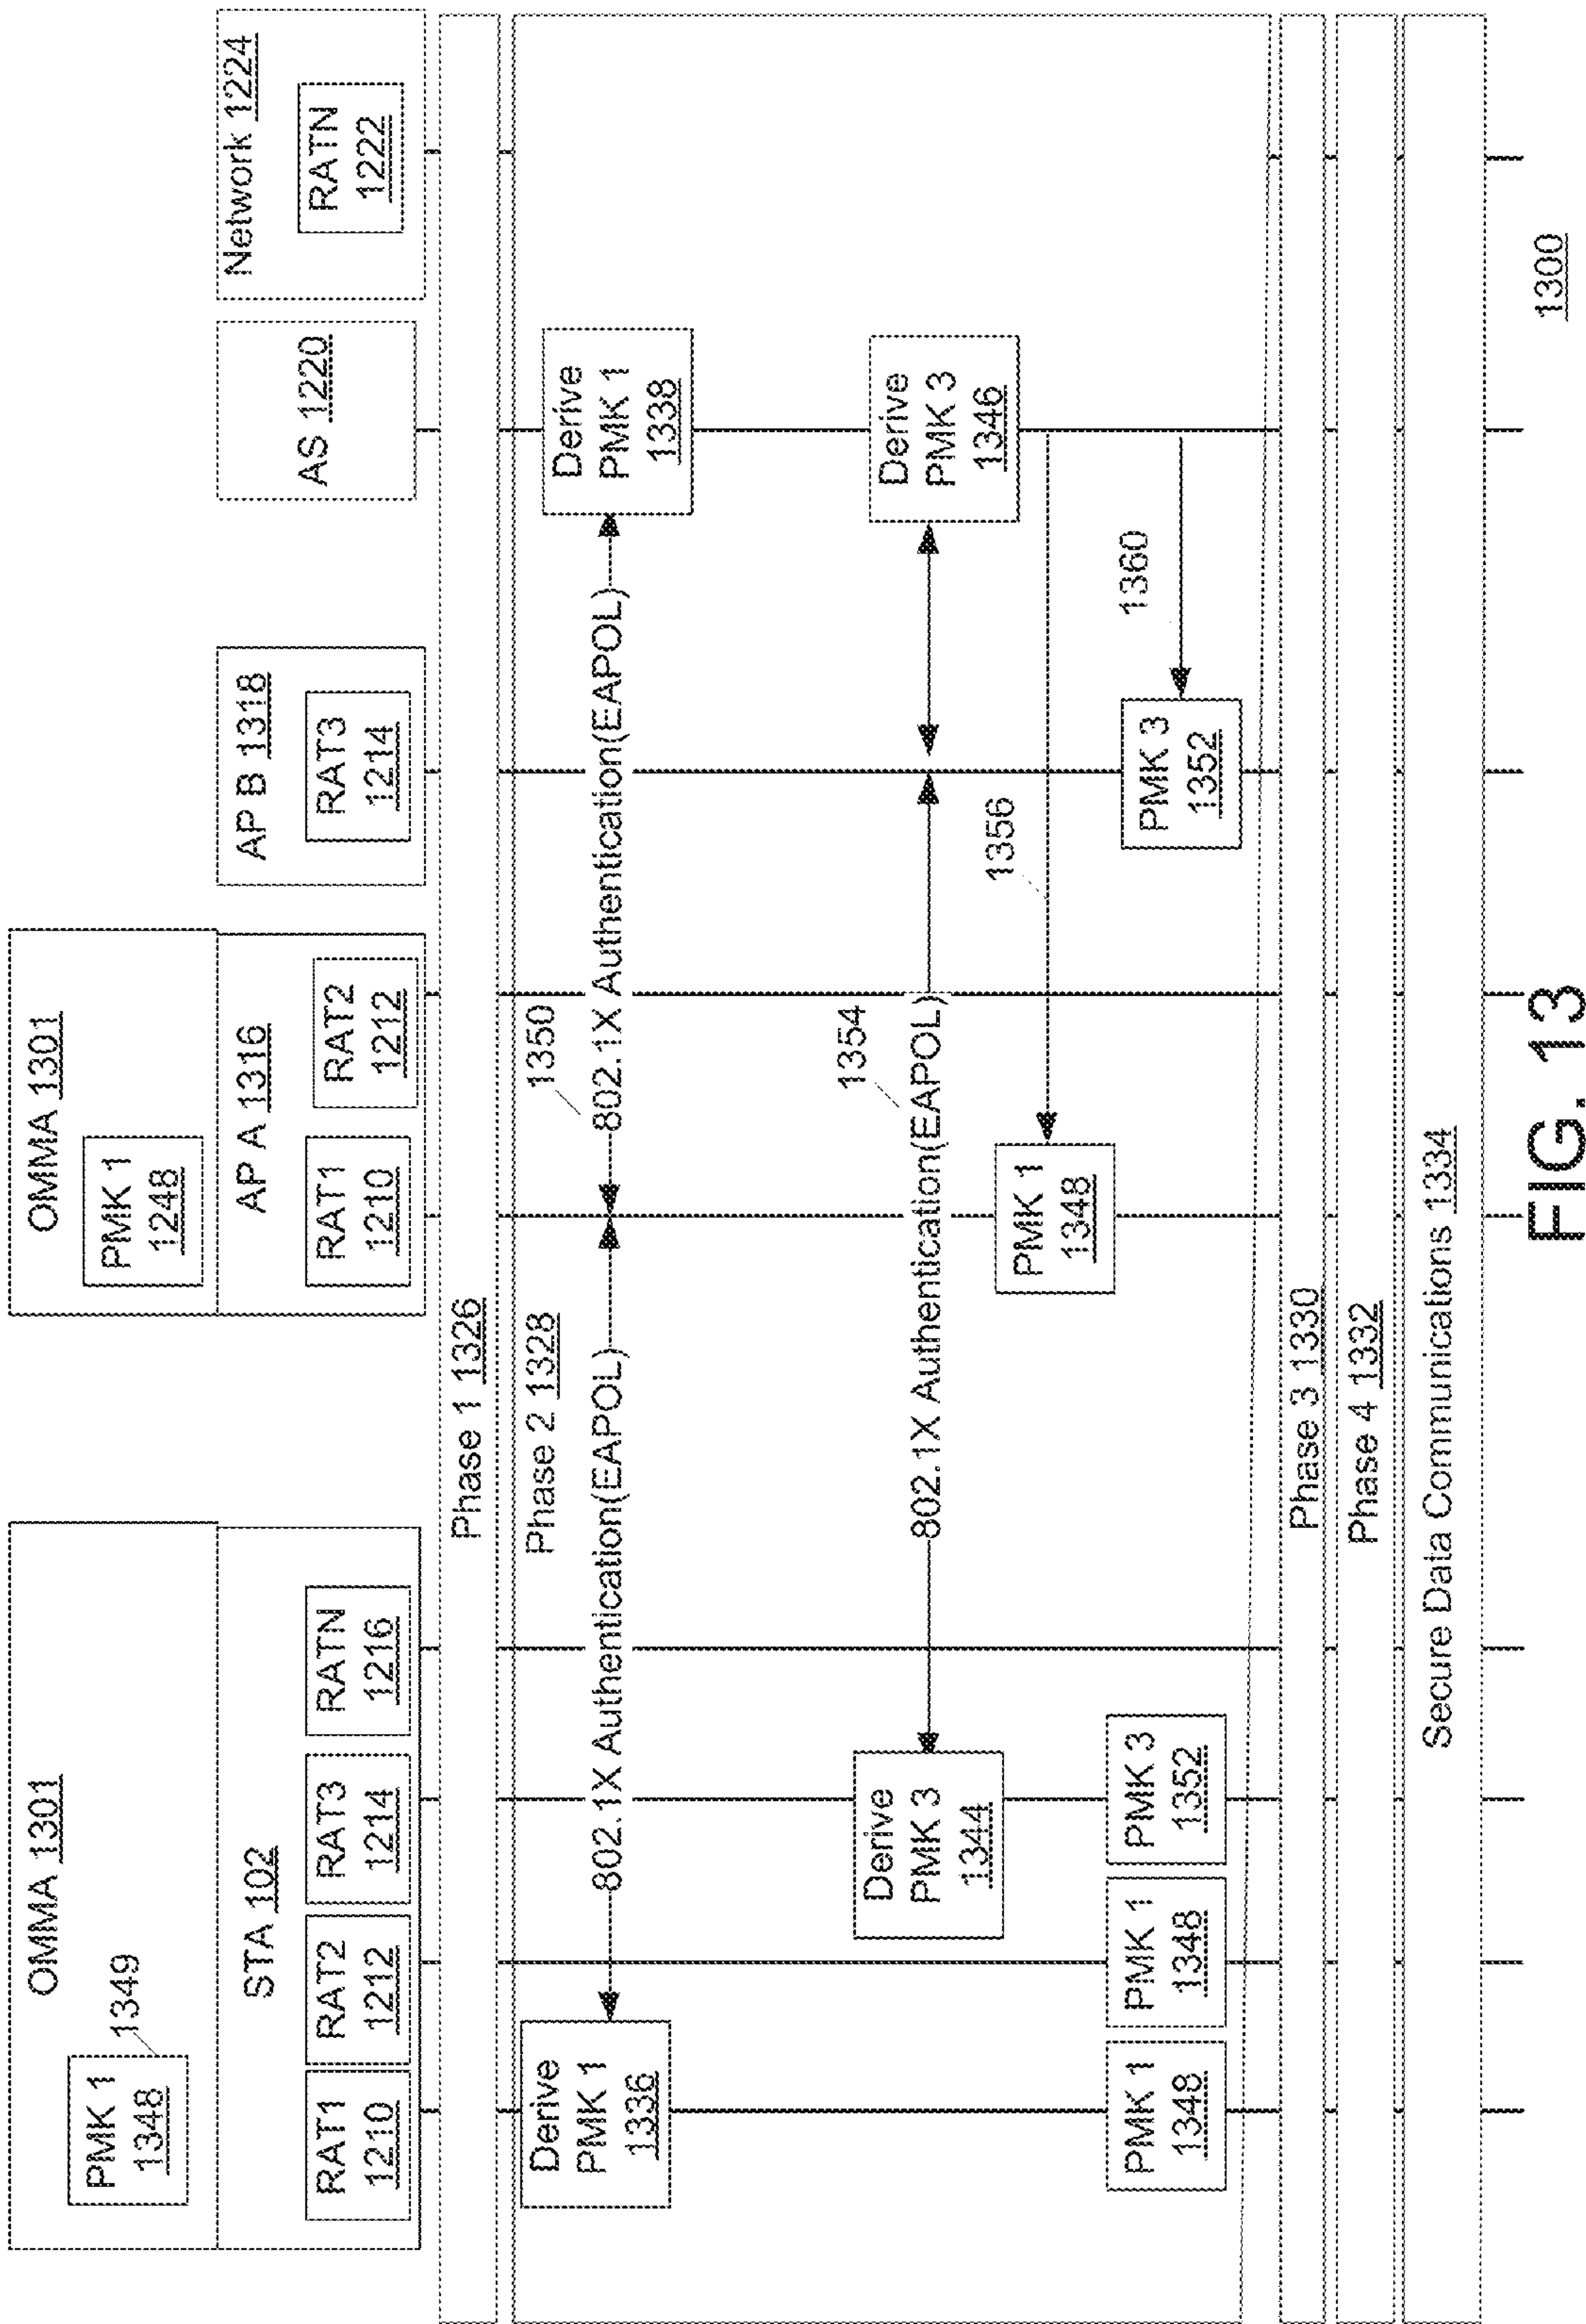 OMMA 1301
PMK 1
1348
1349
OMMA 1301
PMK 1
1248
STA 102
RAT1
1210
RAT2
1212
RAT3
1214
RATN
1216
AP A 1316
RAT1
1210
RAT2
1212
AP B 1318
RAT3
1214
AS 1220
Network 1224
RATN
1222
Phase 1 1326
Phase 2 1328
1350
Derive
PMK 1
1336
802.1X Authentication(EAPOL)
802.1X Authentication(EAPOL)
Derive
PMK 1
1338
1354
Derive
PMK 3
1344
802.1X Authentication(EAPOL)
Derive
PMK 3
1346
1356
PMK 1
1348
1360
PMK 1
1348
PMK 1
1348
PMK 3
1352
PMK 3
1352
Phase 3 1330
Phase 4 1332
Secure Data Communications 1334
1300
FIG. 13